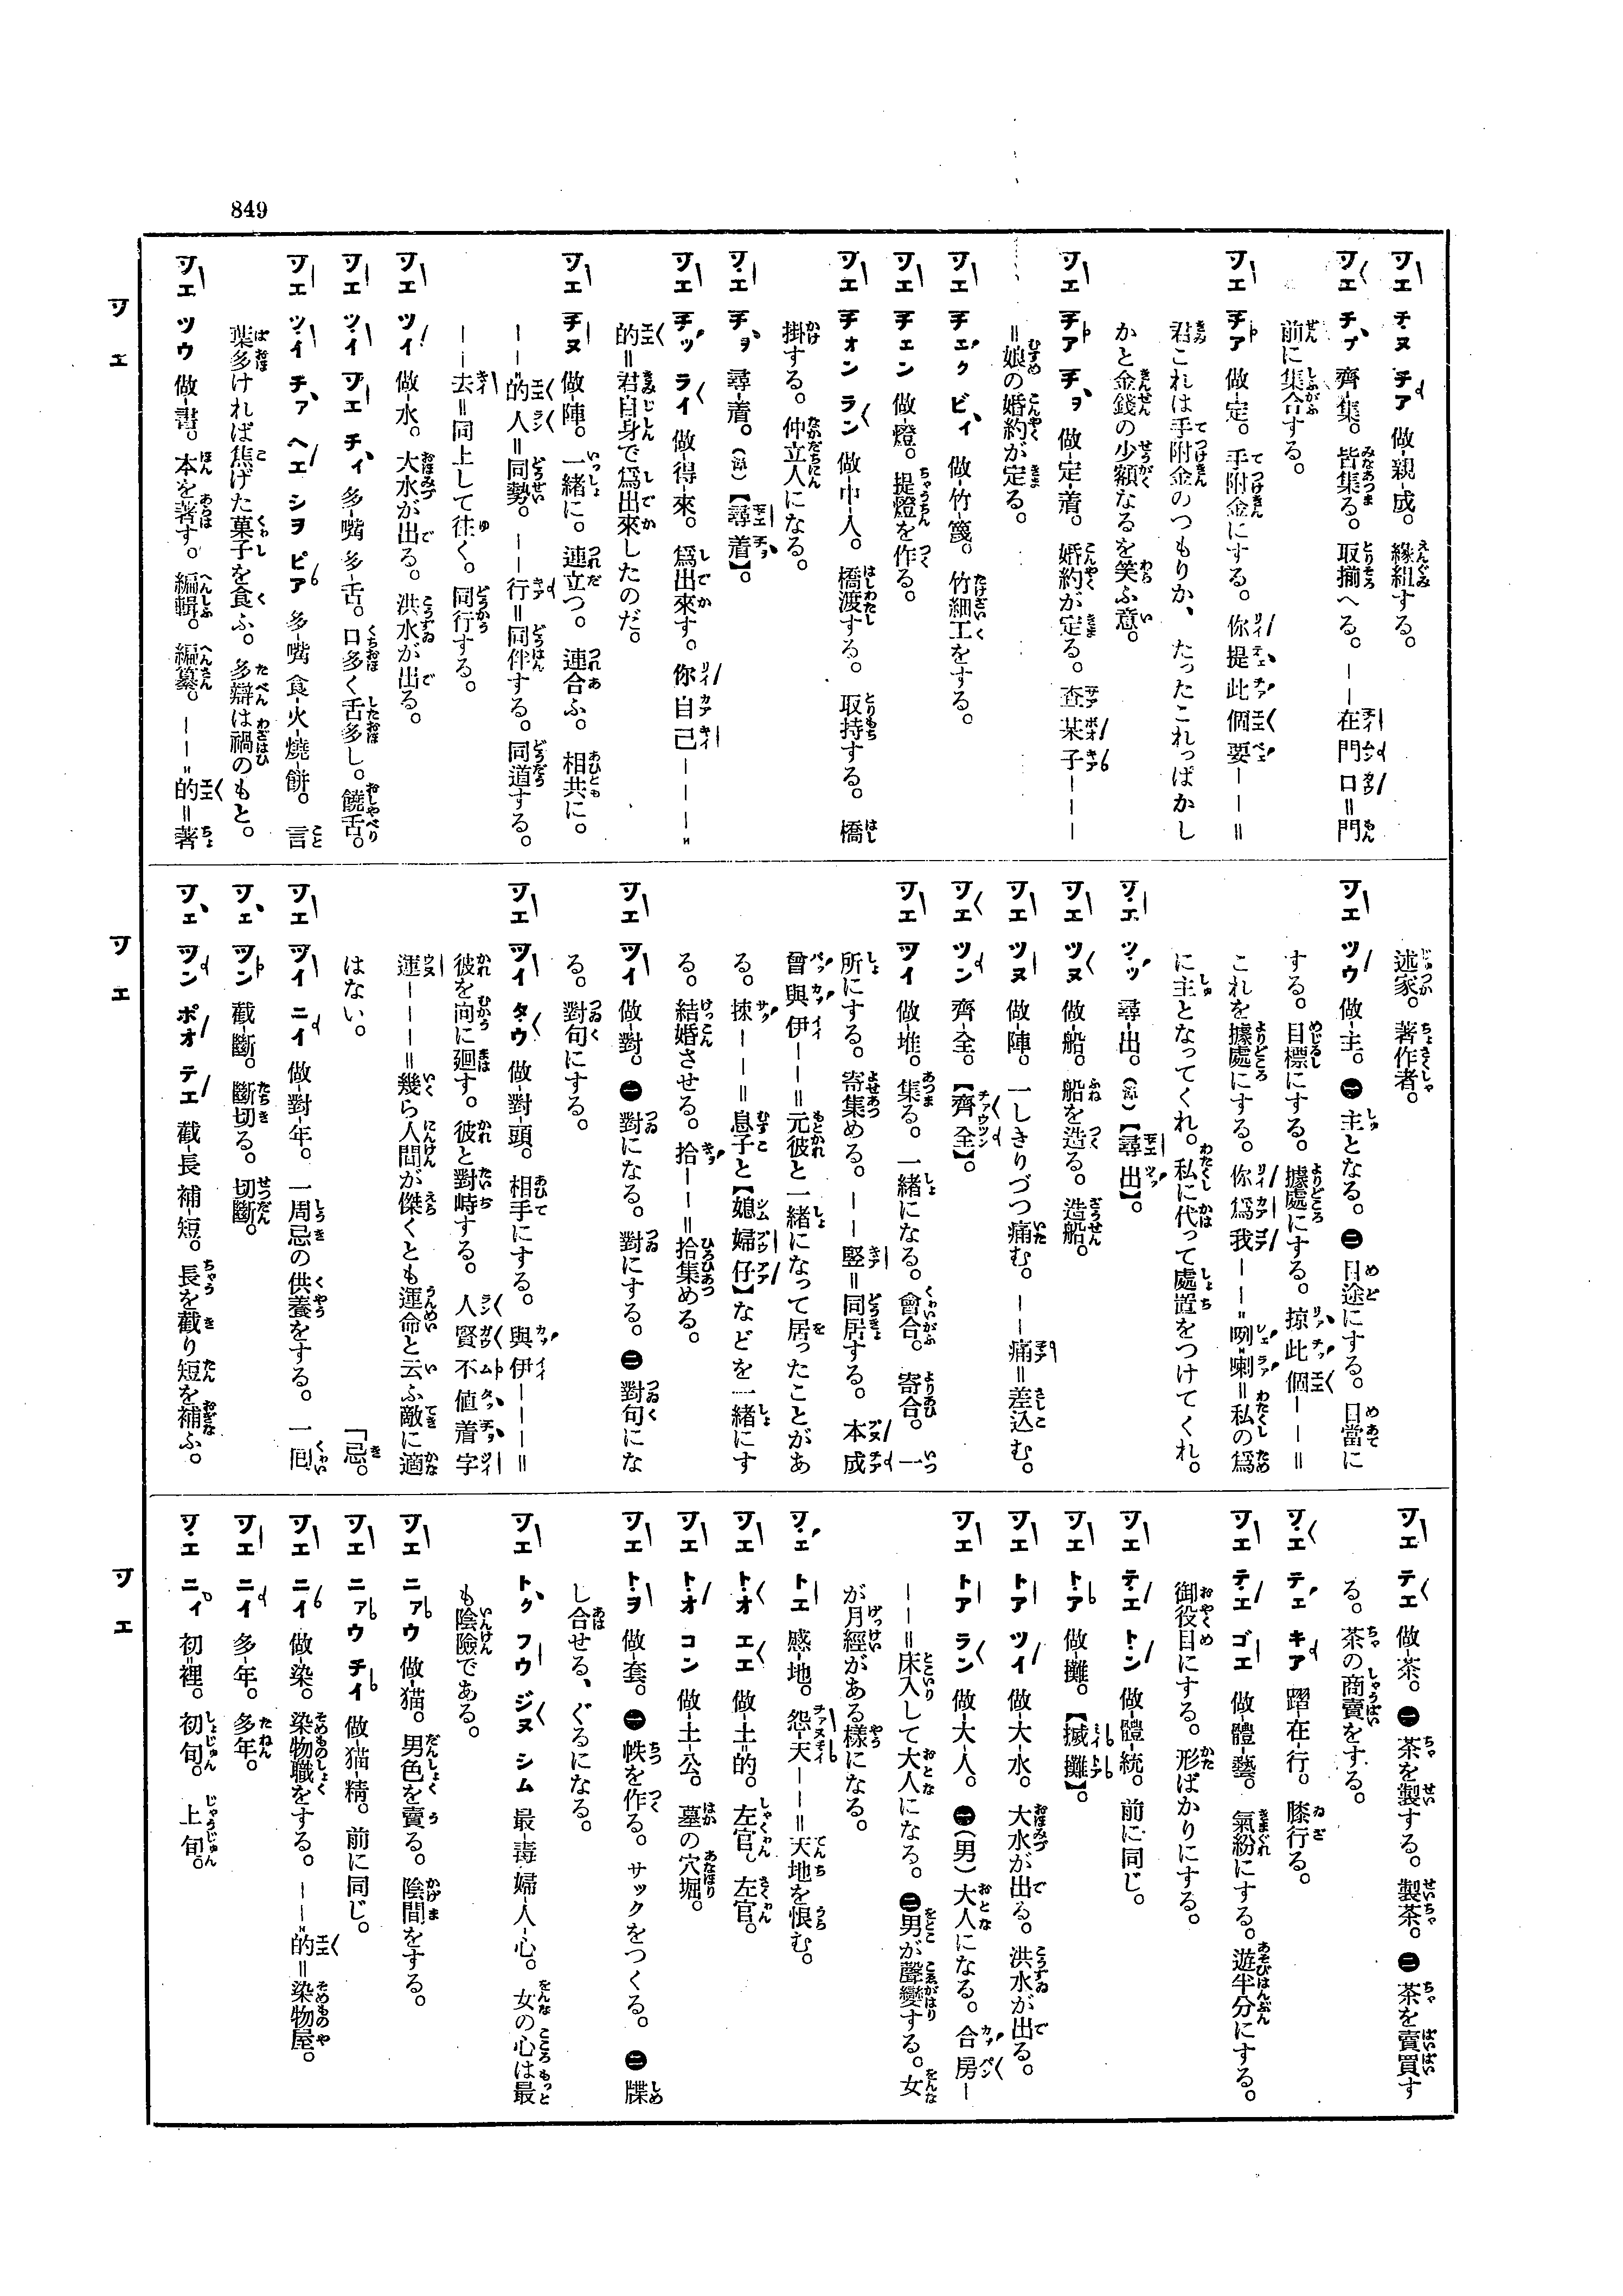 849
ツエ チヌ チア 做-親-成。緣組する。
ツエ チプ 齊-集。皆集る。取揃へる。――在門口=門
前に集合する。
ツエ チア 做-定。手附金にする。你提此個要――=
君これは手附金のつもりか、たったこれっぱかし
かと金錢の少額なるを笑ふ意。
ツエ チア チヲ 做-定-着。婚約が定る。查某子―――
=娘の婚約が定る。
ツエ チェク ビィ 做-竹-篾。竹細工をする。
ツエ チェン 做-燈。提燈を作る。
ツエ チオン ラン 做-中-人。橋渡する。取持する。橋
掛する。仲立人になる。
ツエ チヲ 尋-着。(漳)【尋着】。
ツエ チッ ライ 做-得-來。爲出來す。你自己―――
的=君自身で爲出來したのだ。
ツエ チヌ 做-陣。一緒に。連立つ。連合ふ。相共に。
――的人=同勢。――行=同伴する。同道する。
――去=同上して往く。同行する。
ツエ ツイ 做-水。大水が出る。洪水が出る。
ツエ ツイ ツエ チィ 多-嘴 多-舌。口多く舌多し。饒舌。
ツエ ツイ チァ ヘエ シヲ ピア 多-嘴 食-火-燒-餅。言
葉多ければ焦げた菓子を食ふ。多辯は禍のもと。
ツエ ツウ 做-書。本を著す。編輯。編纂。――的=著
述家。著作者。
ツエ ツウ 做-主。㊀主となる。㊁目途にする。目當に
する。目標にする。據處にする。掠此個――=
これを據處にする。你爲我――咧喇=私の爲
に主となってくれ。私に代って處置をつけてくれ。
ツエ ツッ 尋-出。(漳)【尋出】。
ツエ ツヌ 做-船。船を造る。造船。
ツエ ツヌ 做-陣。一しきりづつ痛む。――痛=差込む。
ツエ ツン 齊-全。【齊全】。
ツエ ツイ 做-堆。集る。一緒になる。會合。寄合。一
所にする。寄集める。――竪=同居する。本成
曾與伊――=元彼と一緒になって居ったことがあ
る。揀――=息子と【媳婦仔】などを一緒にす
る。結婚させる。拾――=拾集める。
ツエ ツイ 做-對。㊀對になる。對にする。㊁對句にな
る。對句にする。
ツエ ツイ タウ 做-對-頭。相手にする。與伊―――=
彼を向に廻す。彼と對時する。人賢不值着字
運―――=幾ら人間が傑くとも運命と云ふ敵に適
はない。
ツエ ツイ ニイ 做-對-年。一周忌の供養をする。一囘
「忌。
ツエ ツン 截-斷。斷切る。切斷。
ツエ ツン ポオ テエ 截-長 補-短。長を截り短を補ふ。
ツエ テエ 做-茶。㊀茶を製する。製茶。㊁茶を賣買す
る。茶の商賣をする。
ツエ テェ キア 躍-在-行。膝行る。
ツエ テエ ゴエ 做-體-藝。氣紛にする。遊半分にする。
御役目にする。形ばかりにする。
ツエ テエ トン 做-體-統。前に同じ。
ツエ トア 做-攤。【摵攤】。
ツエ トア ツイ 做-大-水。大水が出る。洪水が出る。
ツエ トア ラン 做-大-人。㊀(男)大人になる。合房―
――=床入して大人になる。㊁男が聲變する。女
が月經がある樣になる。
ツェ トエ 慼-地。怨-天――=天地を恨む。
ツエ トオ エエ 做-土-的。左官。左官。
ツエ トオ コン 做-土-公。墓の穴堀。
ツエ トヲ 做-套。㊀帙を作る。サックをつくる。㊁牒
し合せる、ぐるになる。
ツエ トク フウ ジヌ シム 最-毒 婦-人-心。女の心は最
も陰險である。
ツエ ニァウ 做-猫。男色を賣る。陰間をする。
ツエ ニァウ チイ 做-猫-精。前に同じ。
ツエ ニイ 做-染。染物職をする。――的=染物屋。
ツエ ニイ 多-年。多年。
ツエ ニィ 初=裡。初旬。上旬。
ツ エ
ツ エ
ツ エ